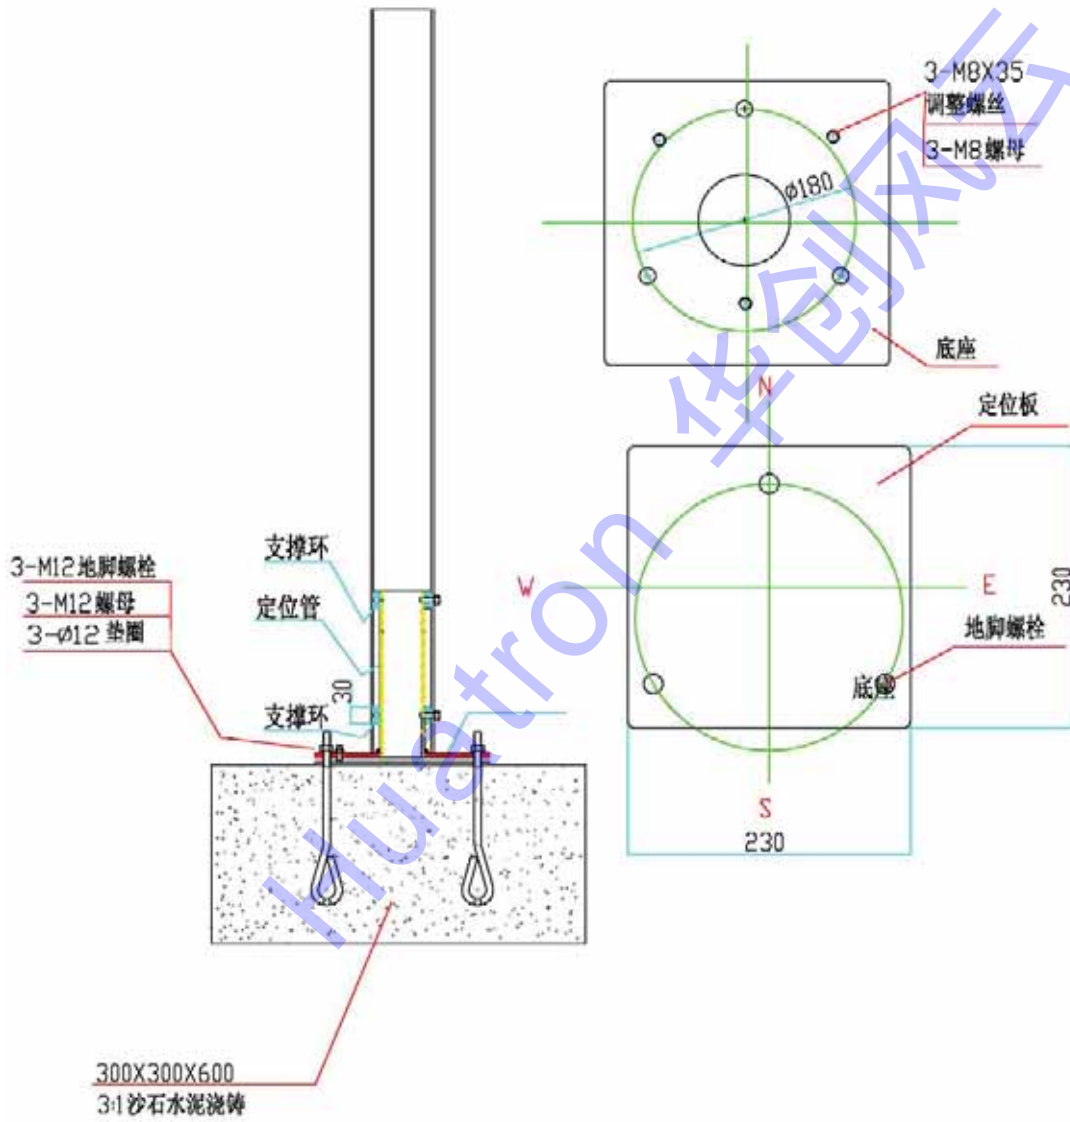 3-M8X35
调整螺丝
3-M8螺母
Ø180
底座
N
定位板
W
E
230
地脚螺栓
底座
S
230
支撑环
3-M12地脚螺栓
定位管
3-M12螺母
3-Ø12垫圈
30
支撑环
300X300X600
3:1沙石水泥浇铸
Huatron 华创风云